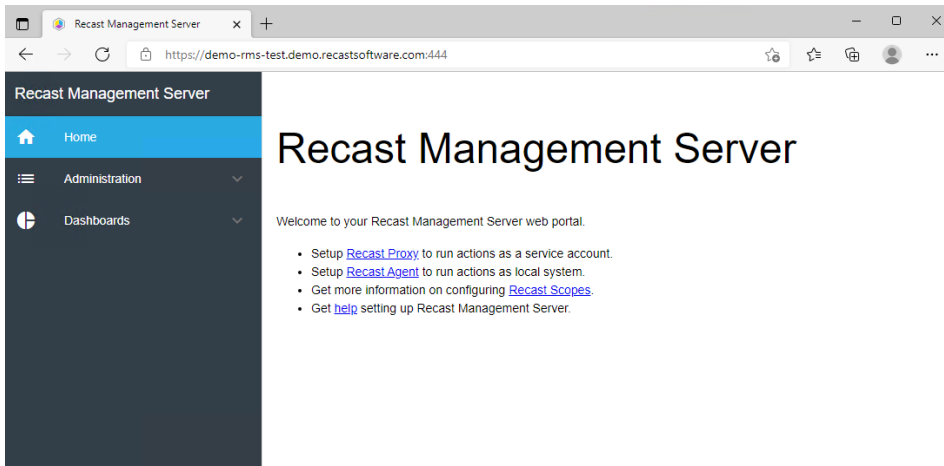 Recast Management Server
https://demo-rms-test.demo.recastsoftware.com:444
Recast Management Server
Home
Administration
Dashboards
Recast Management Server
Welcome to your Recast Management Server web portal.
• Setup Recast Proxy to run actions as a service account.
• Setup Recast Agent to run actions as local system.
• Get more information on configuring Recast Scopes.
• Get help setting up Recast Management Server.